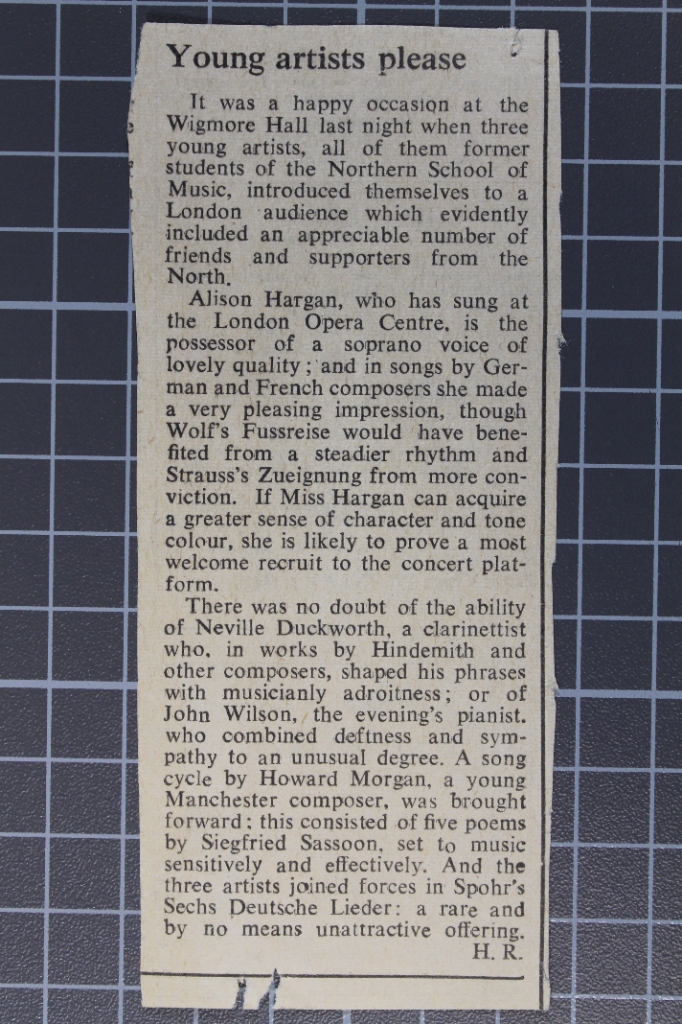 Young artists please
It was a happy occasion at the
Wigmore Hall last night when three
young artists, all of them former
students of the Northern School of
Music, introduced themselves to a
London audience which evidently
included an appreciable number of
friends and supporters from the
North.
Alison Hargan, who has sung at
the London Opera Centre, is the
possessor of a soprano voice of
lovely quality; and in songs by Ger-
man and French composers she made
a very pleasing impression, though
Wolf's Fussreise would have bene-
fited from a steadier rhythm and
Strauss's Zueignung from more con-
viction. If Miss Hargan can acquire
a greater sense of character and tone
colour, she is likely to prove a most
welcome recruit to the concert plat-
form.
There was no doubt of the ability
of Neville Duckworth, a clarinettist
who, in works by Hindemith and
other composers, shaped his phrases
with musicianly adroitness; or of
John Wilson, the evening's pianist.
who combined deftness and sym-
pathy to an unusual degree. A song
cycle by Howard Morgan, a young
Manchester composer, was brought
forward; this consisted of five poems
by Siegfried Sassoon, set to music
sensitively and effectively. And the
three artists joined forces in Spohr's
Sechs Deutsche Lieder: a rare and
by no means unattractive offering.
H. R.